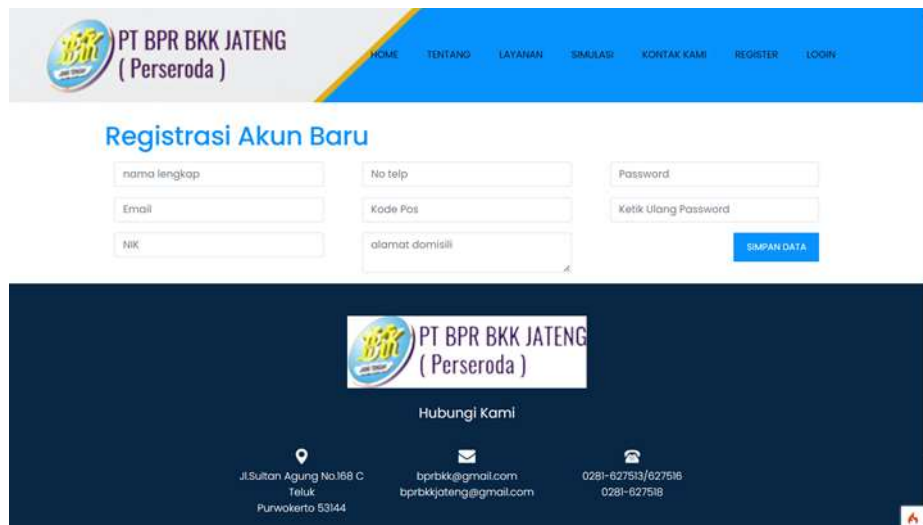 PT BPR BKK JATENG
( Perseroda )
HOME TENTANG LAYANAN SIMULASI KONTAK KAMI REGISTER LOGIN
Registrasi Akun Baru
nama lengkap No telp Password
Email Kode Pos Ketik Ulang Password
NIK alamat domisili SIMPAN DATA
PT BPR BKK JATENG
( Perseroda )
Hubungi Kami
Jl.Sultan Agung No.168 C
Teluk
Purwokerto 53144
bprbkk@gmail.com
bprbkkjateng@gmail.com
0281-627513/627516
0281-627518